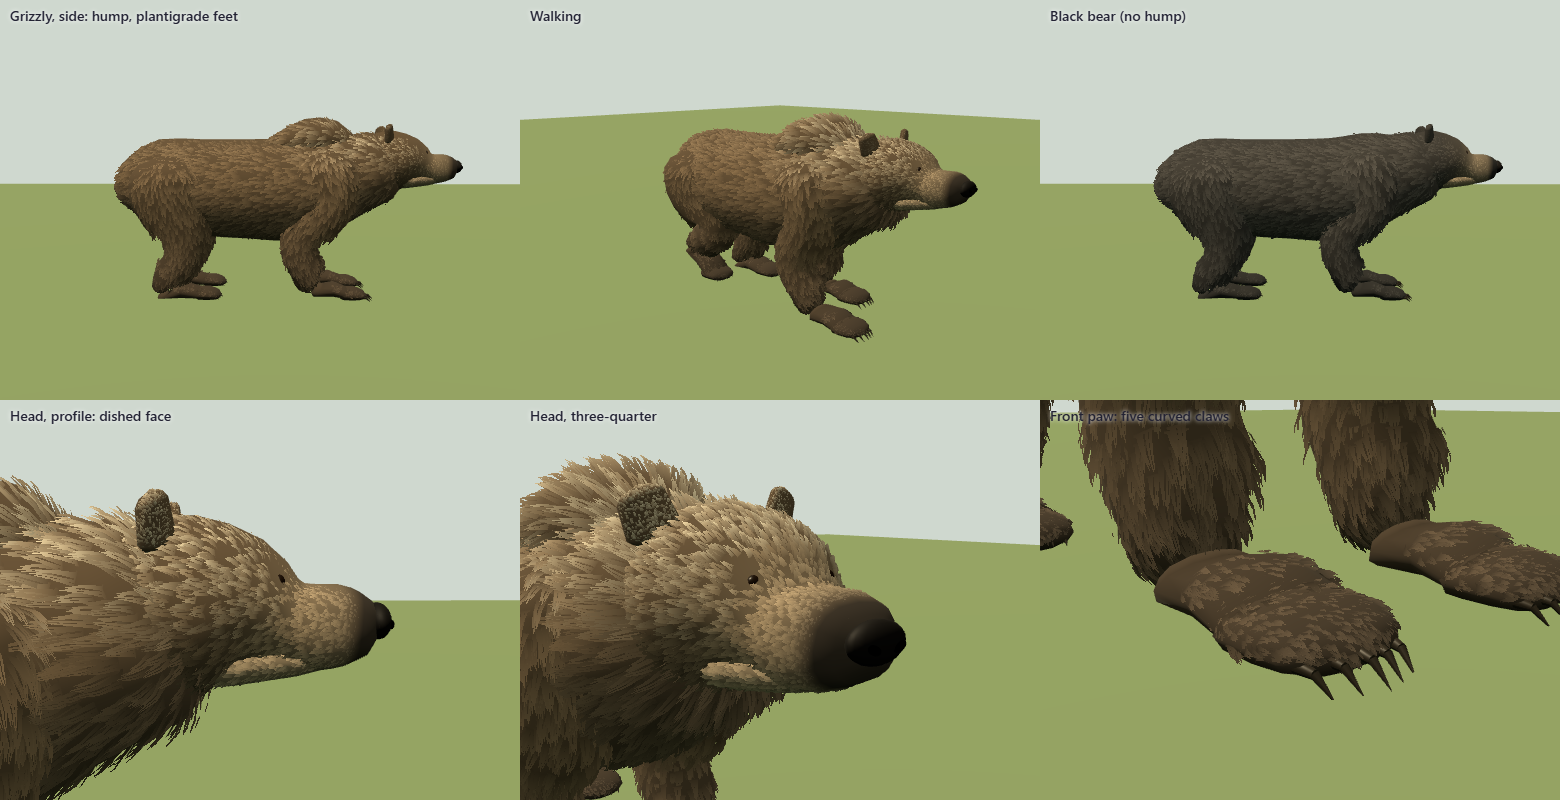 Grizzly, side: hump, plantigrade feet
Walking
Black bear (no hump)
Head, profile: dished face
Head, three-quarter
Front paw: five curved claws